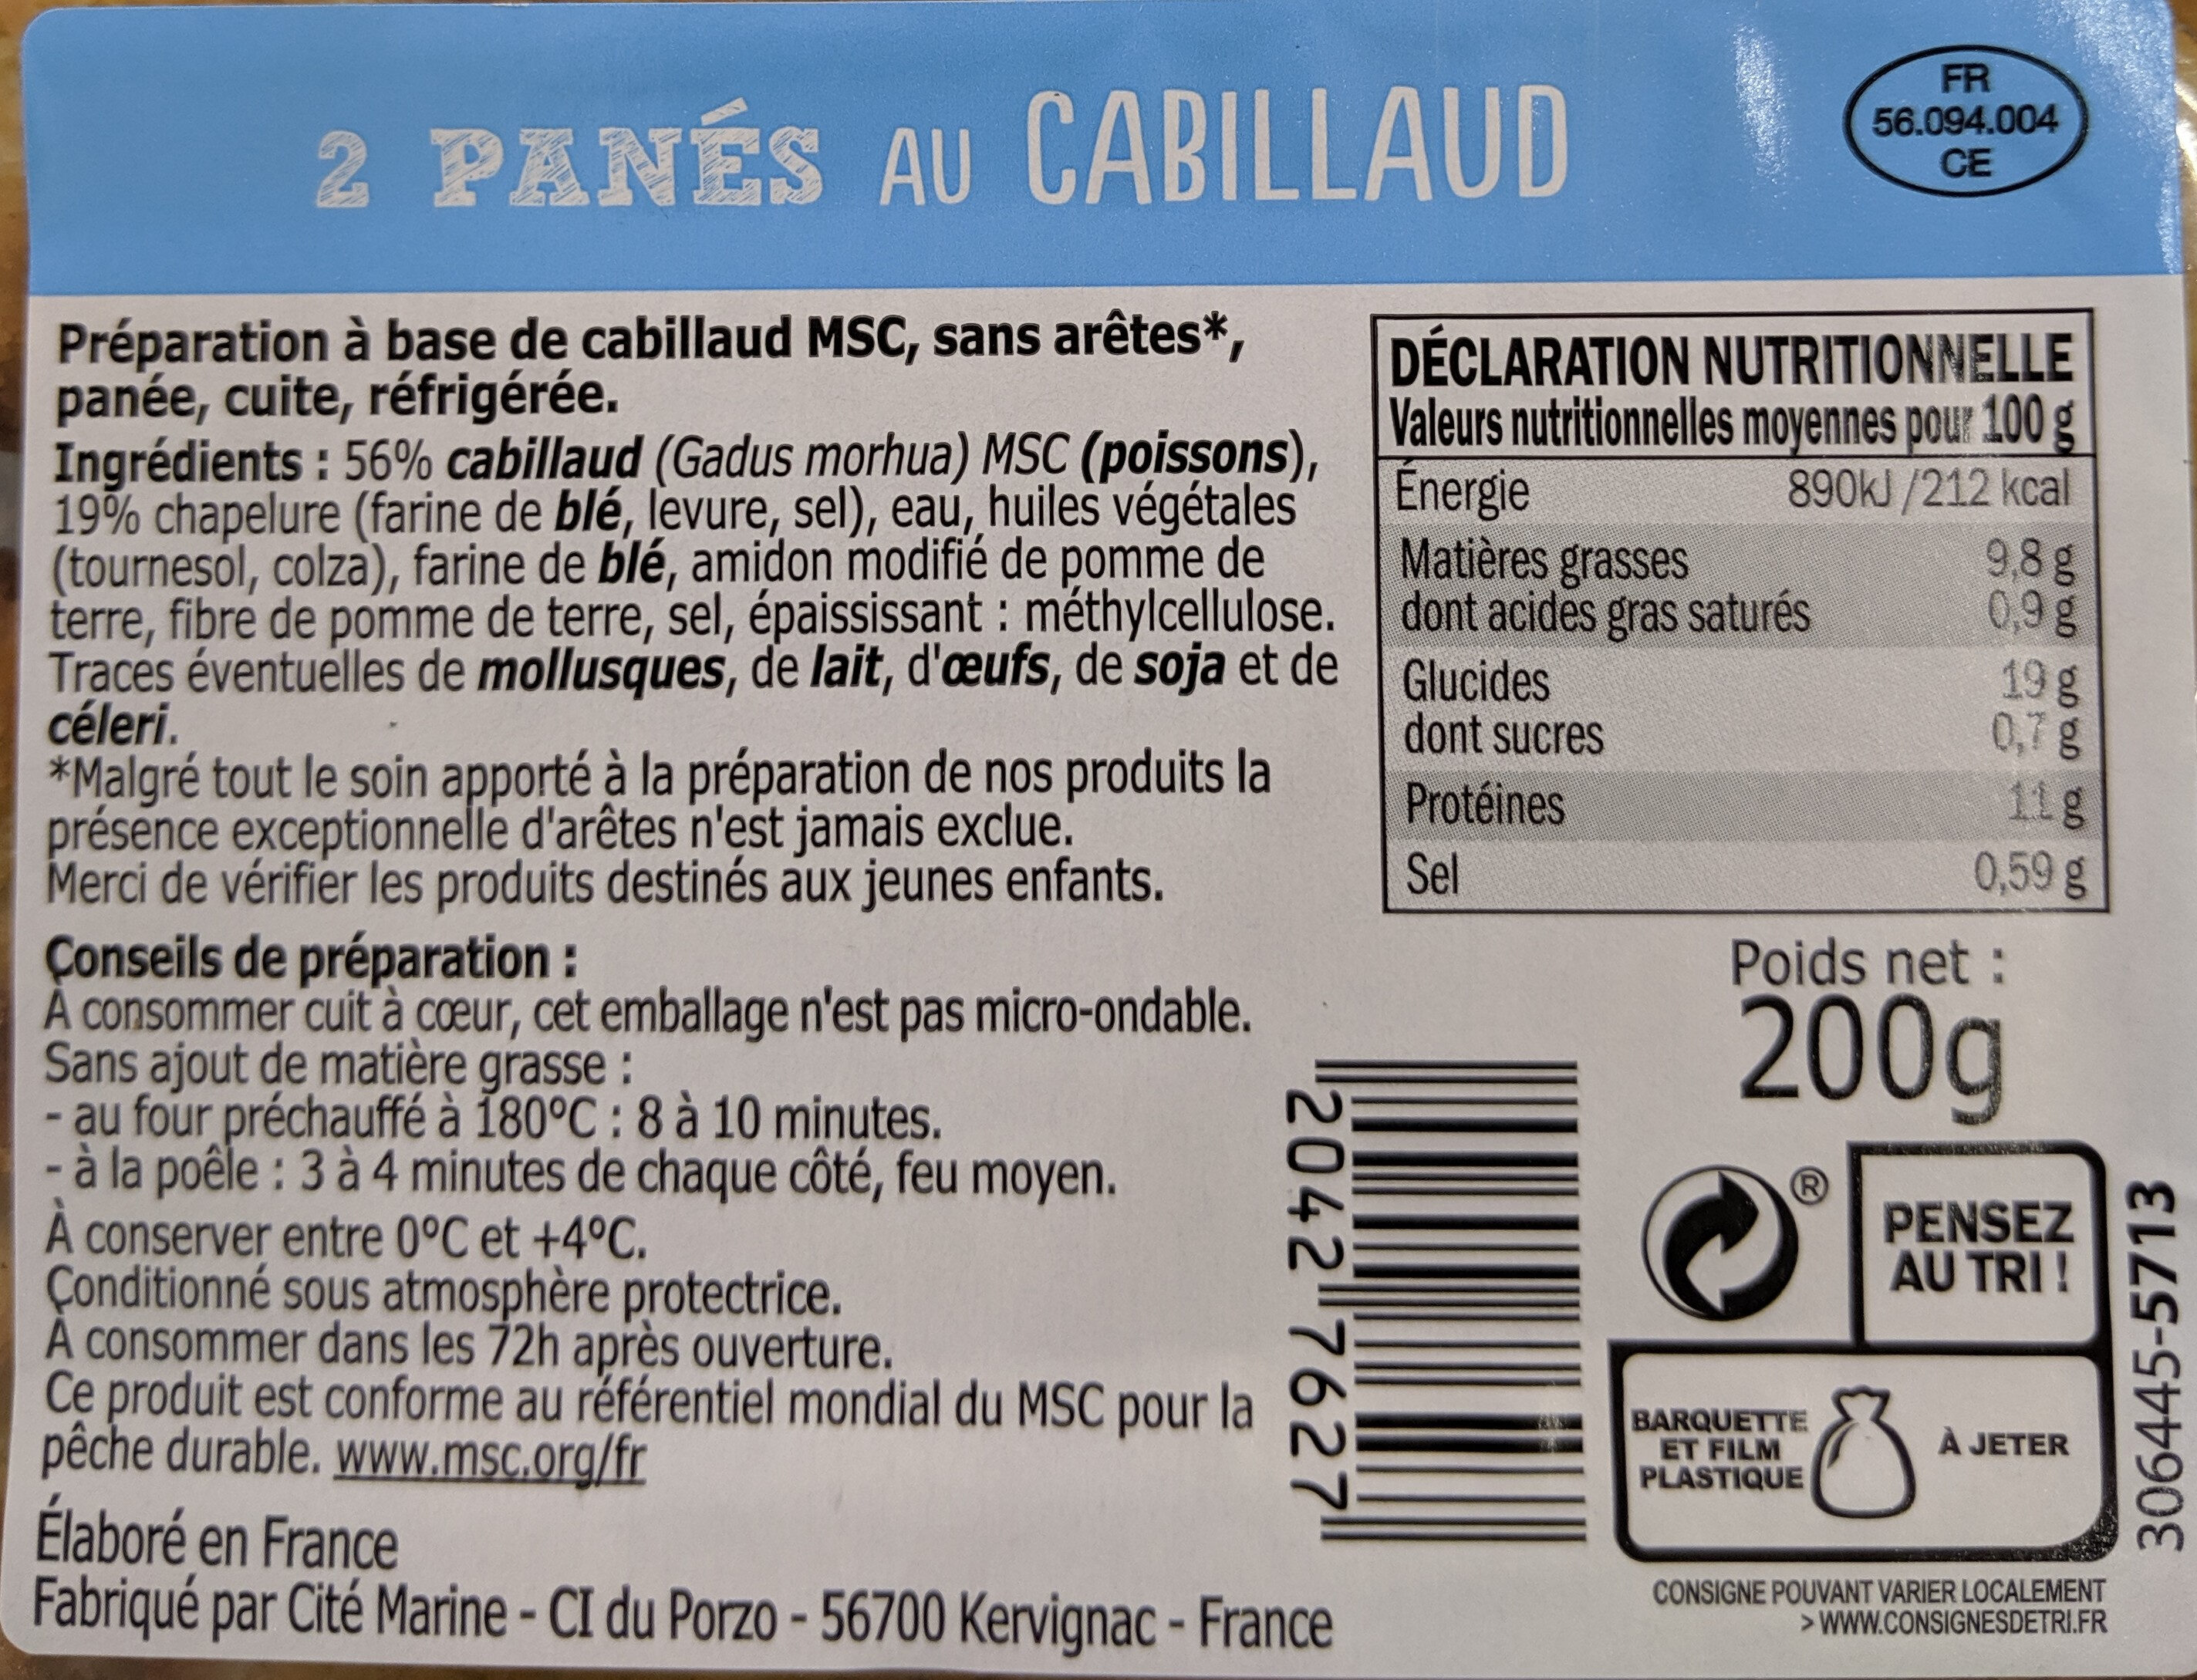 2 PANÉS AU CABILLAUD
FR
56.094.004
CE
Préparation à base de cabillaud MSC, sans arêtes*,
panée, cuite, réfrigérée.
Ingrédients : 56% cabillaud (Gadus morhua) MSC (poissons),
19% chapelure (farine de blé, levure, sel), eau, huiles végétales
(tournesol, colza), farine de blé, amidon modifié de pomme de
terre, fibre de pomme de terre, sel, épaississant : méthylcellulose.
Traces éventuelles de mollusques, de lait, d'œufs, de soja et de
céleri.
*Malgré tout le soin apporté à la préparation de nos produits la
présence exceptionnelle d'arêtes n'est jamais exclue.
Merci de vérifier les produits destinés aux jeunes enfants.
Conseils de préparation :
À consommer cuit à cœur, cet emballage n'est pas micro-ondable.
Sans ajout de matière grasse :
- au four préchauffé à 180°C : 8 à 10 minutes.
- à la poêle : 3 à 4 minutes de chaque côté, feu moyen.
À conserver entre 0°C et +4°C.
Conditionné sous atmosphère protectrice.
À consommer dans les 72h après ouverture.
Ce produit est conforme au référentiel mondial du MSC pour la
pêche durable. www.msc.org/fr
Élaboré en France
Fabriqué par Cité Marine - CI du Porzo - 56700 Kervignac - France
DÉCLARATION NUTRITIONNELLE
Valeurs nutritionnelles moyennes pour 100 g
Énergie 890kJ /212 kcal
Matières grasses 9,8 g
dont acides gras saturés 0,9 g
Glucides 19 g
dont sucres 0,7 g
Protéines 11 g
Sel 0,59 g
Poids net :
200g
2042 7627
®
PENSEZ
AU TRI !
BARQUETTE
ET FILM
PLASTIQUE
À JETER
CONSIGNE POUVANT VARIER LOCALEMENT
> WWW.CONSIGNESDETRI.FR
306445-5713